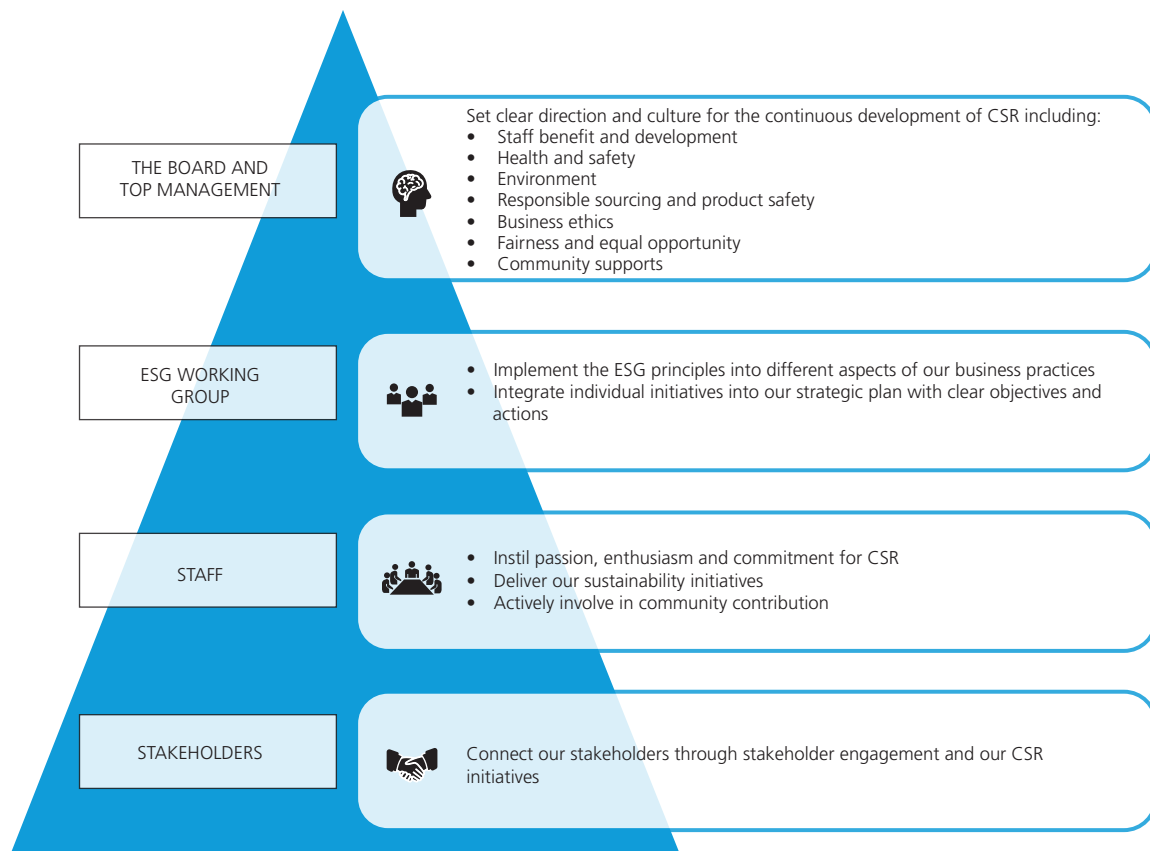 THE BOARD AND
TOP MANAGEMENT
Set clear direction and culture for the continuous development of CSR including:
• Staff benefit and development
• Health and safety
• Environment
• Responsible sourcing and product safety
• Business ethics
• Fairness and equal opportunity
• Community supports
ESG WORKING
GROUP
• Implement the ESG principles into different aspects of our business practices
• Integrate individual initiatives into our strategic plan with clear objectives and
actions
STAFF
• Instil passion, enthusiasm and commitment for CSR
• Deliver our sustainability initiatives
• Actively involve in community contribution
STAKEHOLDERS
Connect our stakeholders through stakeholder engagement and our CSR
initiatives